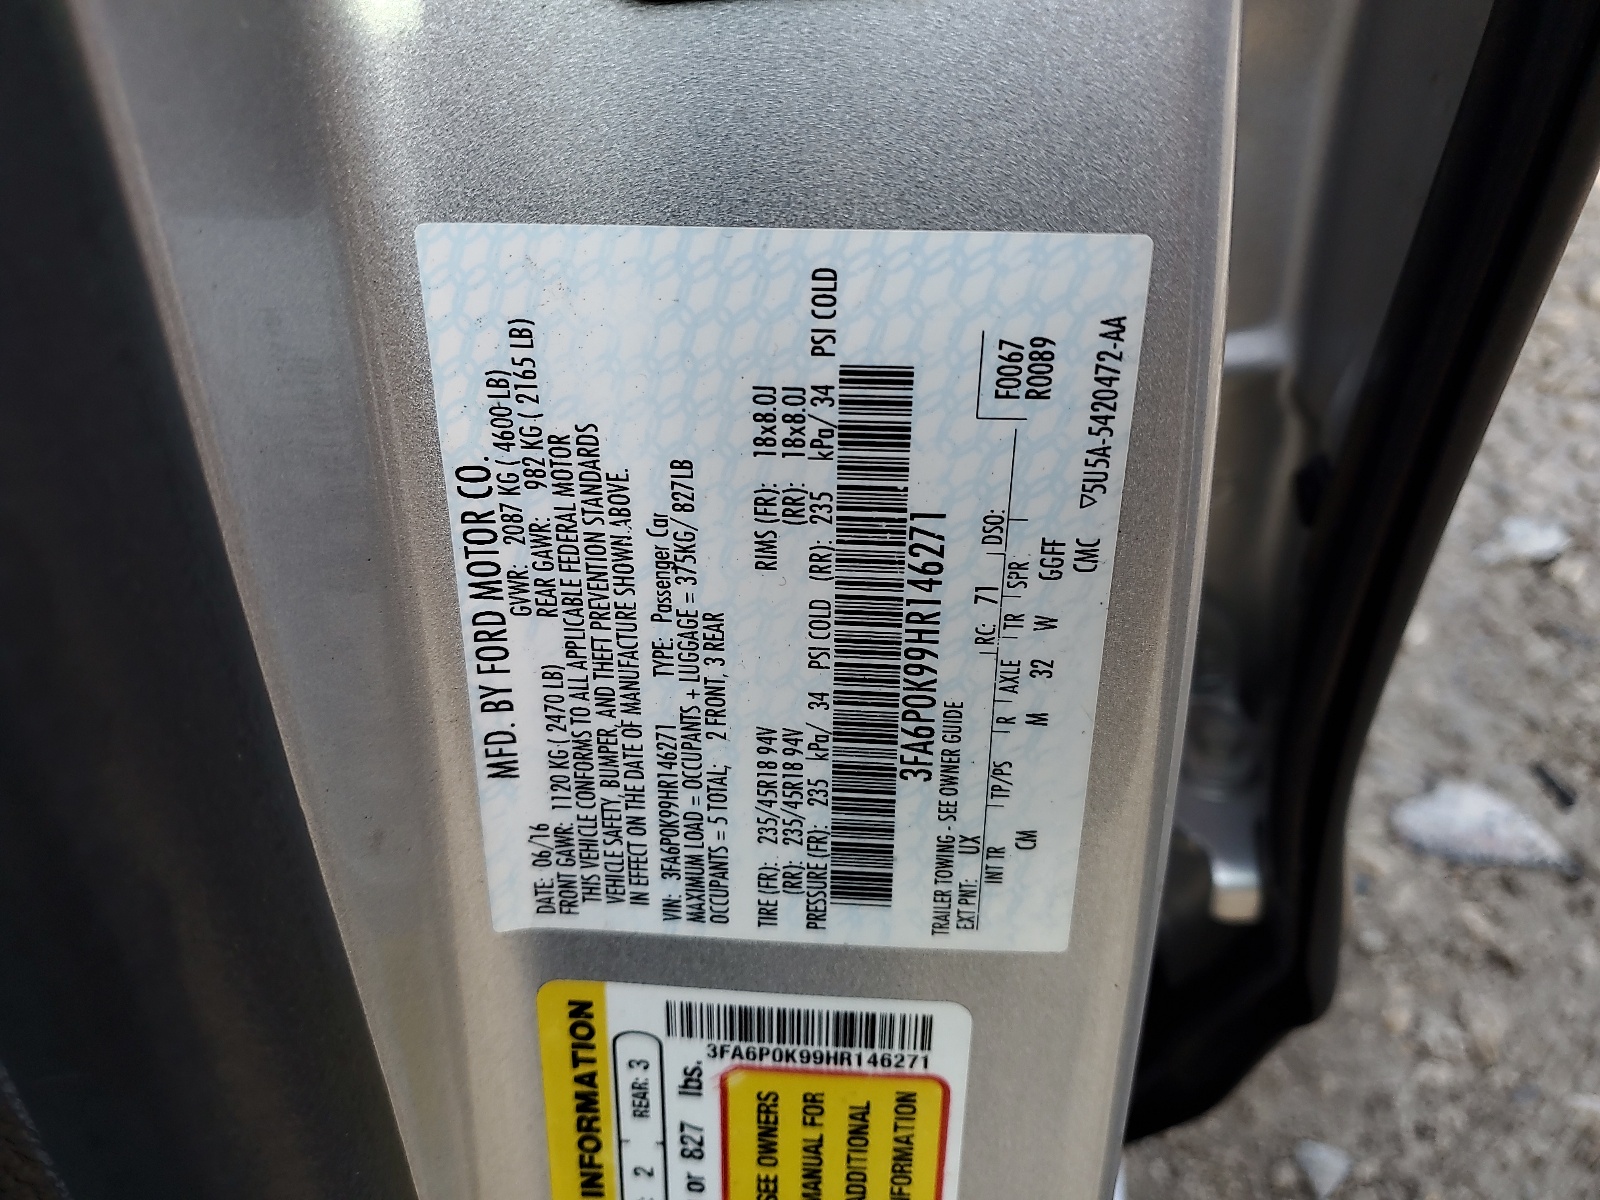 MFD. BY FORD MOTOR CO.
DATE: 06/16 GVWR: 2087 KG ( 4600 LB)
FRONT GAWR: 1120 KG ( 2470 LB) REAR GAWR: 982 KG ( 2165 LB)
THIS VEHICLE CONFORMS TO ALL APPLICABLE FEDERAL MOTOR
VEHICLE SAFETY, BUMPER, AND THEFT PREVENTION STANDARDS
IN EFFECT ON THE DATE OF MANUFACTURE SHOWN ABOVE.
VIN: 3FA6P0K99HR146271 TYPE: Passenger Car
MAXIMUM LOAD = OCCUPANTS + LUGGAGE = 375KG/ 827LB
OCCUPANTS = 5 TOTAL; 2 FRONT, 3 REAR
TIRE (FR): 235/45R18 94V RIMS (FR): 18x8.0J
(RR): 235/45R18 94V (RR): 18x8.0J
PRESSURE (FR): 235 kPa/ 34 PSI COLD (RR): 235 kPa/ 34 PSI COLD
3FA6P0K99HR146271
TRAILER TOWING - SEE OWNER GUIDE
EXT PNT: UX RC: 71 DSO: F0067
INT TR TP/PS R AXLE TR SPR R0089
CM M 32 W GGFF
CMC ▽5U5A-5420472-AA
INFORMATION
2 REAR: 3
or 827 lbs.
3FA6P0K99HR146271
SEE OWNERS
MANUAL FOR
ADDITIONAL
INFORMATION